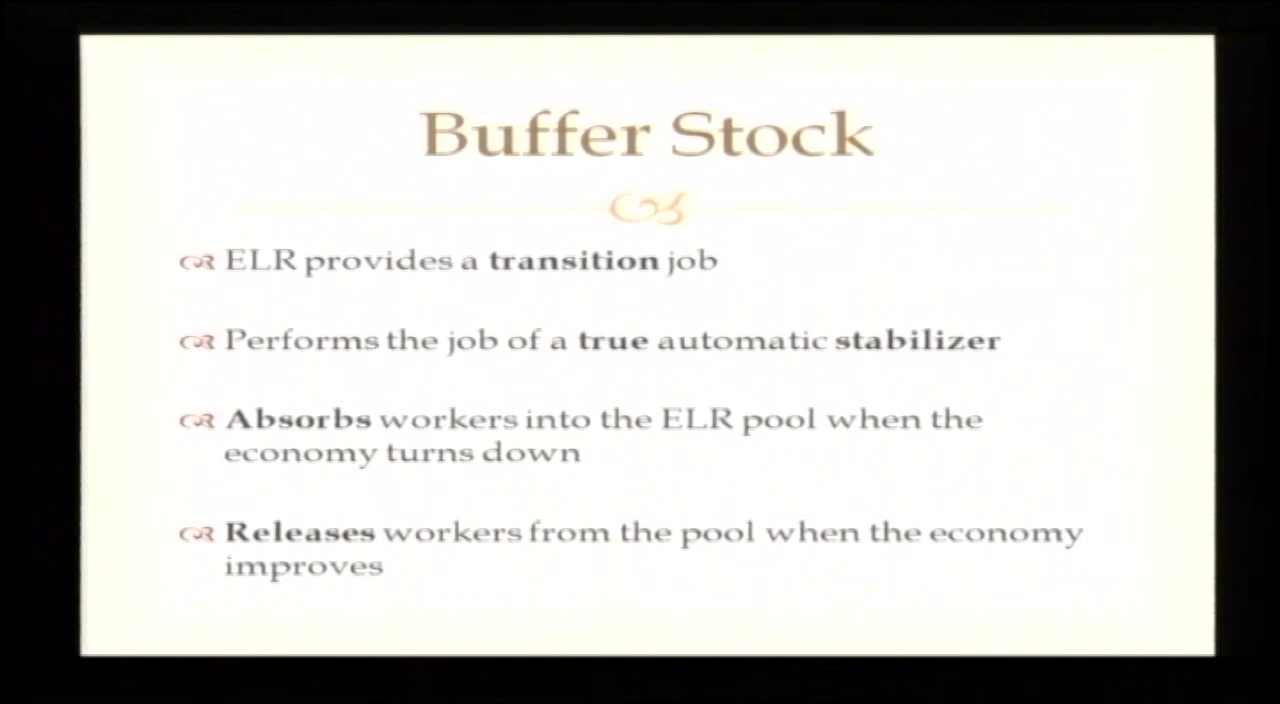 Buffer Stock
ELR provides a transition job
Performs the job of a true automatic stabilizer
Absorbs workers into the ELR pool when the
economy turns down
Releases workers from the pool when the economy
improves